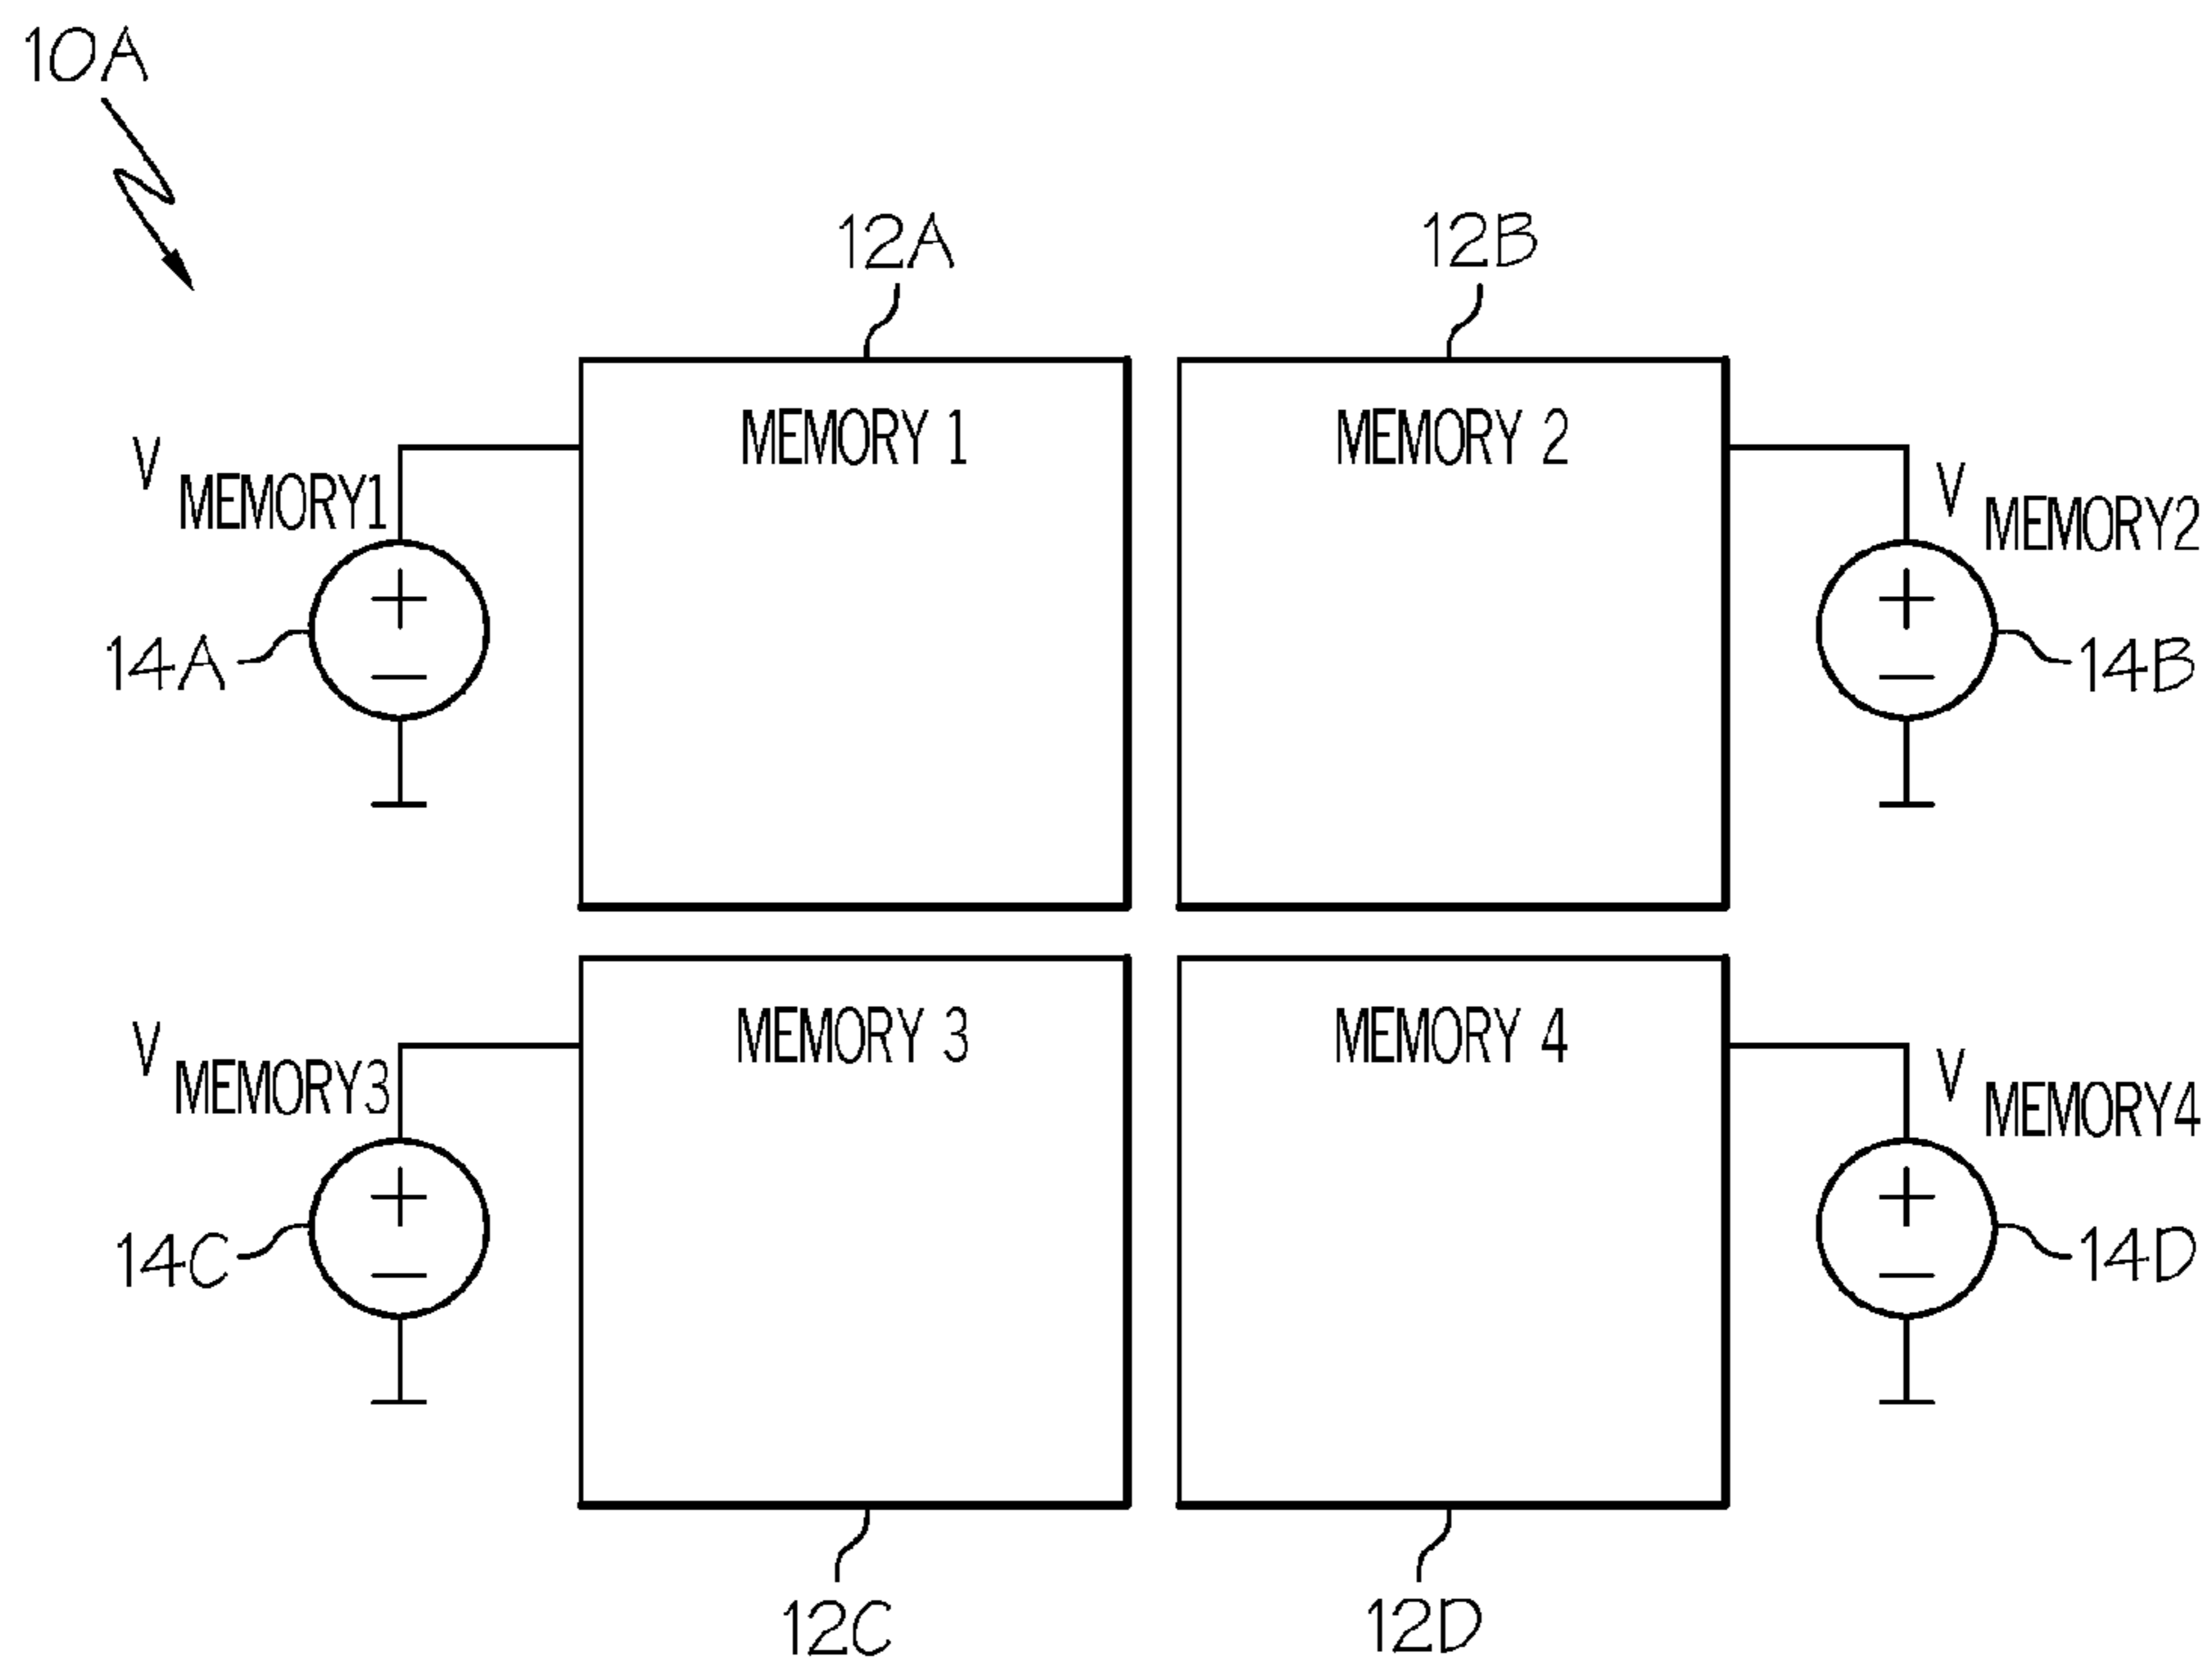 10A
12A
12B
MEMORY 1
MEMORY 2
V MEMORY1
V MEMORY2
+
+
14A
14B
−
−
MEMORY 3
MEMORY 4
V MEMORY3
V MEMORY4
+
+
14C
14D
−
−
12C
12D